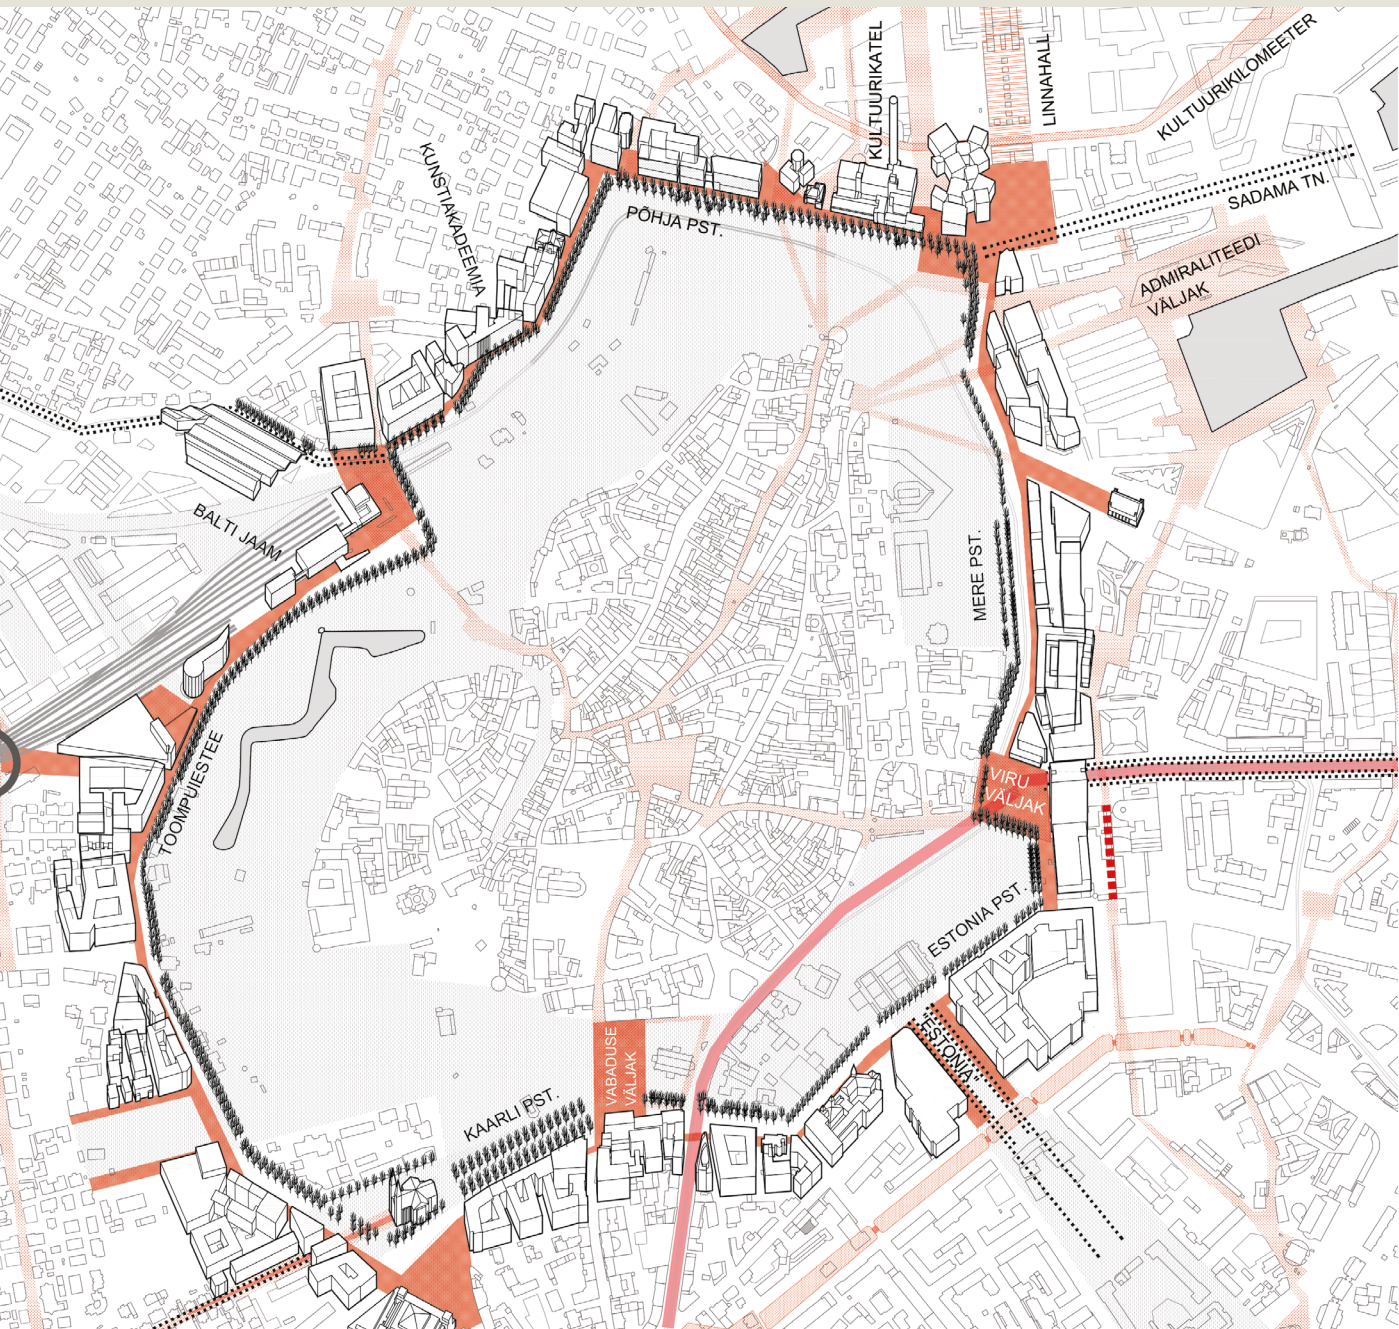 KULTUURIKATEL
LINNAHALL
KULTUURIKILOMEETER
KUNSTIAKADEEMIA
SADAMA TN.
PÕHJA PST.
ADMIRALITEEDI
VÄLJAK
BALTI JAAM
MERE PST.
TOOMPUIESTEE
VIRU
VÄLJAK
ESTONIA PST.
"ESTONIA"
VABADUSE
VÄLJAK
KAARLI PST.